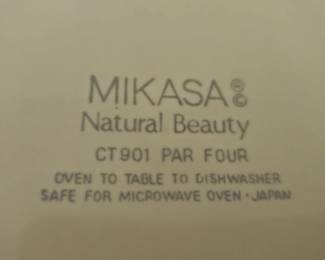 MIKASA ® ©
Natural Beauty
CT901 PAR FOUR
OVEN TO TABLE TO DISHWASHER
SAFE FOR MICROWAVE OVEN · JAPAN